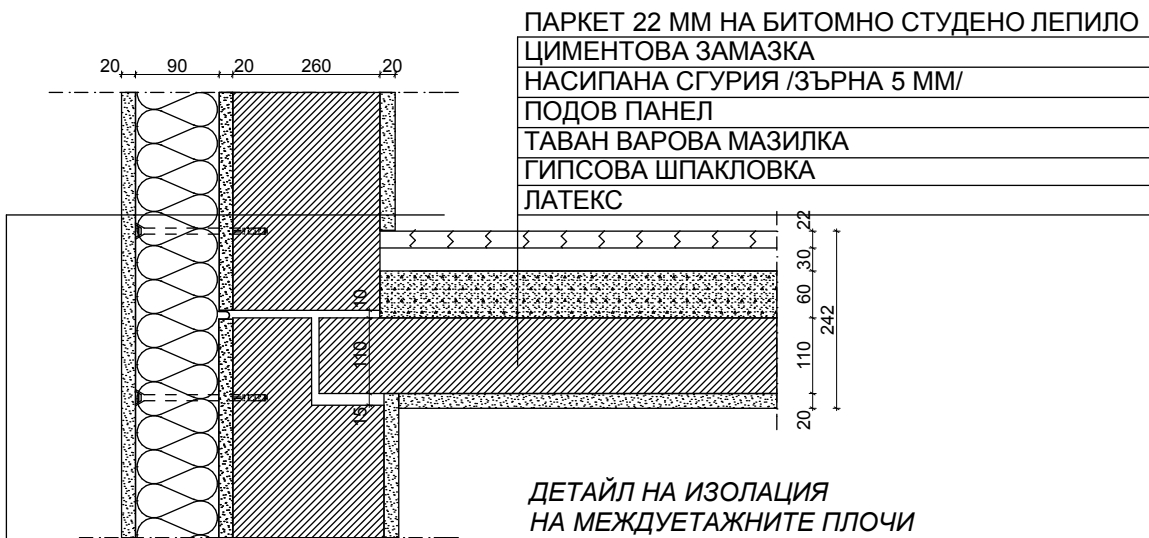 ПАРКЕТ 22 ММ НА БИТОМНО СТУДЕНО ЛЕПИЛО
ЦИМЕНТОВА ЗАМАЗКА
НАСИПАНА СГУРИЯ /ЗЪРНА 5 ММ/
ПОДОВ ПАНЕЛ
ТАВАН ВАРОВА МАЗИЛКА
ГИПСОВА ШПАКЛОВКА
ЛАТЕКС
20 90 20 260 20
22
30
60
110
20
242
10
110
15
ДЕТАЙЛ НА ИЗОЛАЦИЯ
НА МЕЖДУЕТАЖНИТЕ ПЛОЧИ